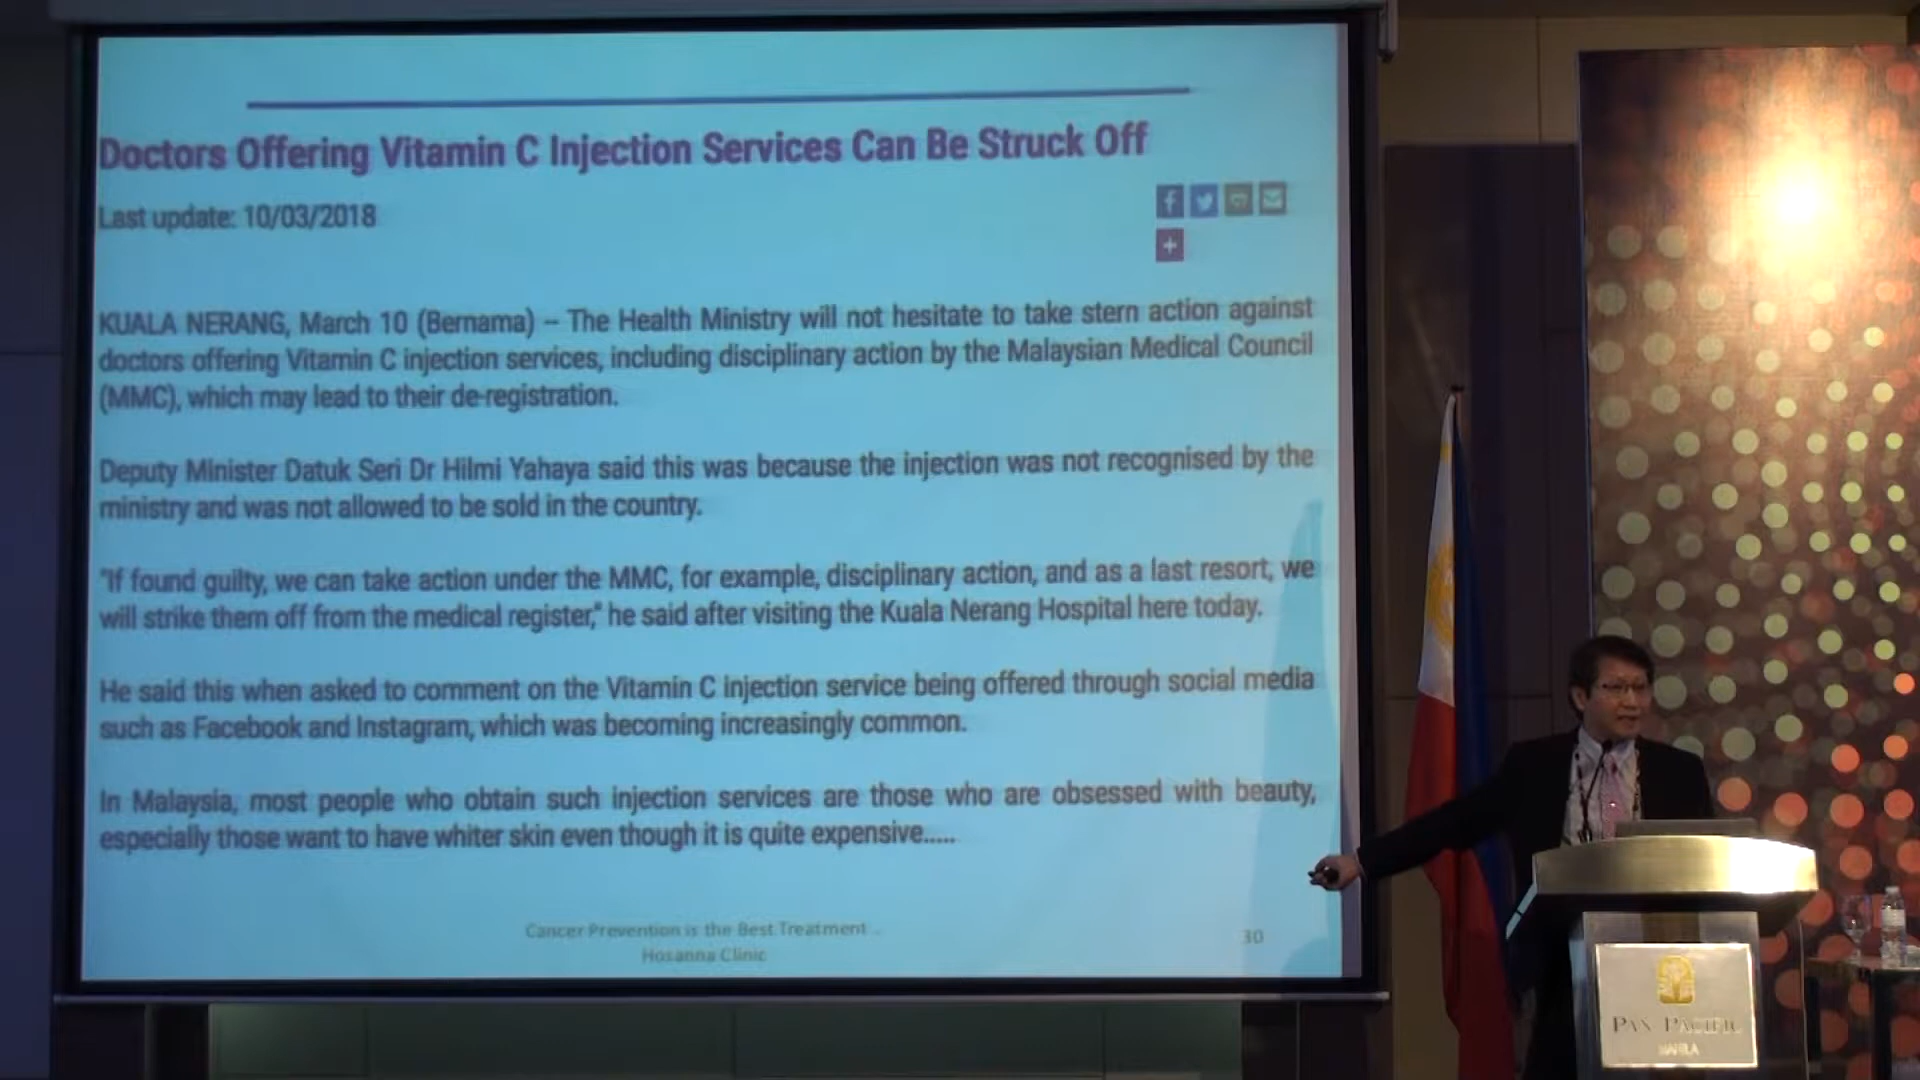 Doctors Offering Vitamin C Injection Services Can Be Struck Off
Last update: 10/03/2018
KUALA NERANG, March 10 (Bernama) – The Health Ministry will not hesitate to take stern action against
doctors offering Vitamin C injection services, including disciplinary action by the Malaysian Medical Council
(MMC), which may lead to their de-registration.
Deputy Minister Datuk Seri Dr Hilmi Yahaya said this was because the injection was not recognised by the
ministry and was not allowed to be sold in the country.
"If found guilty, we can take action under the MMC, for example, disciplinary action, and as a last resort, we
will strike them off from the medical register," he said after visiting the Kuala Nerang Hospital here today.
He said this when asked to comment on the Vitamin C Injection service being offered through social media
such as Facebook and Instagram, which was becoming increasingly common.
In Malaysia, most people who obtain such injection services are those who are obsessed with beauty,
especially those want to have whiter skin even though it is quite expensive.....
Cancer Prevention is the Best Treatment .
Hosanna Clinic
30
PAN PACIFIC
MANILA